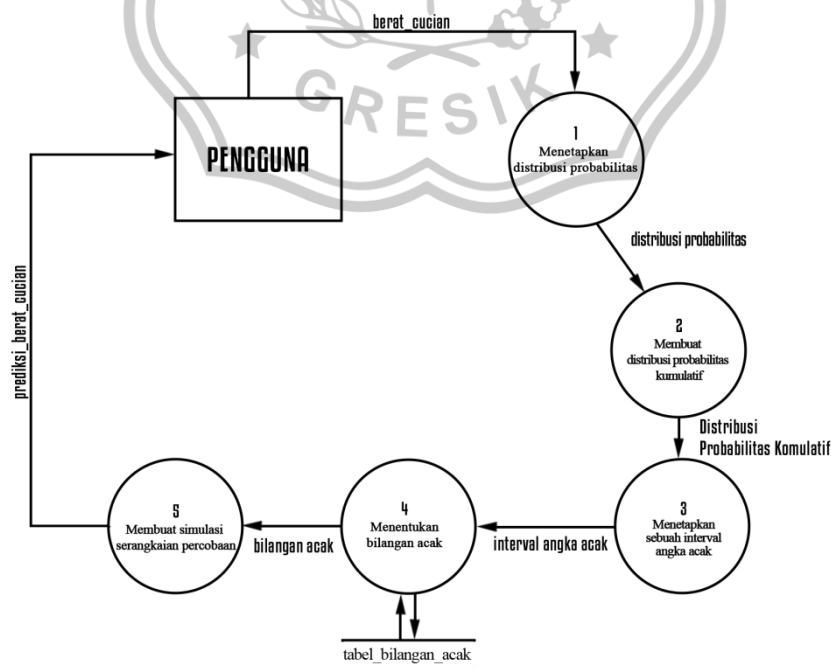 berat_cucian
GRESIK
PENGGUNA
1
Menetapkan
distribusi probabilitas
distribusi probabilitas
2
Membuat
distribusi probabilitas
kumulatif
Distribusi
Probabilitas Komulatif
3
Menetapkan
sebuah interval
angka acak
interval angka acak
4
Menentukan
bilangan acak
tabel_bilangan_acak
bilangan acak
5
Membuat simulasi
serangkaian percobaan
prediksi_berat_cucian